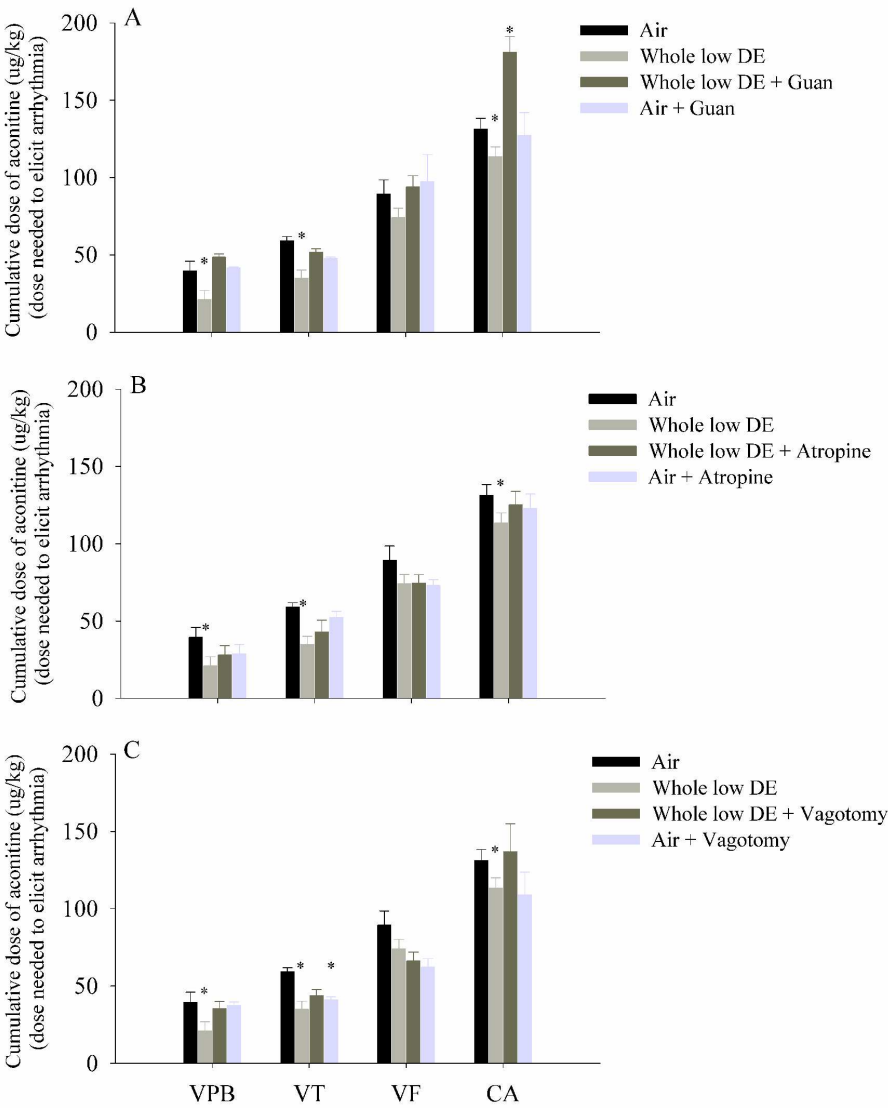 A
Cumulative dose of aconitine (ug/kg)
(dose needed to elicit arrhythmia)
200
150
100
50
0
*
*
*
*
Air
Whole low DE
Whole low DE + Guan
Air + Guan
B
Cumulative dose of aconitine (ug/kg)
(dose needed to elicit arrhythmia)
200
150
100
50
0
*
*
*
Air
Whole low DE
Whole low DE + Atropine
Air + Atropine
C
Cumulative dose of aconitine (ug/kg)
(dose needed to elicit arrhythmia)
200
150
100
50
0
*
*
*
*
Air
Whole low DE
Whole low DE + Vagotomy
Air + Vagotomy
VPB VT VF CA